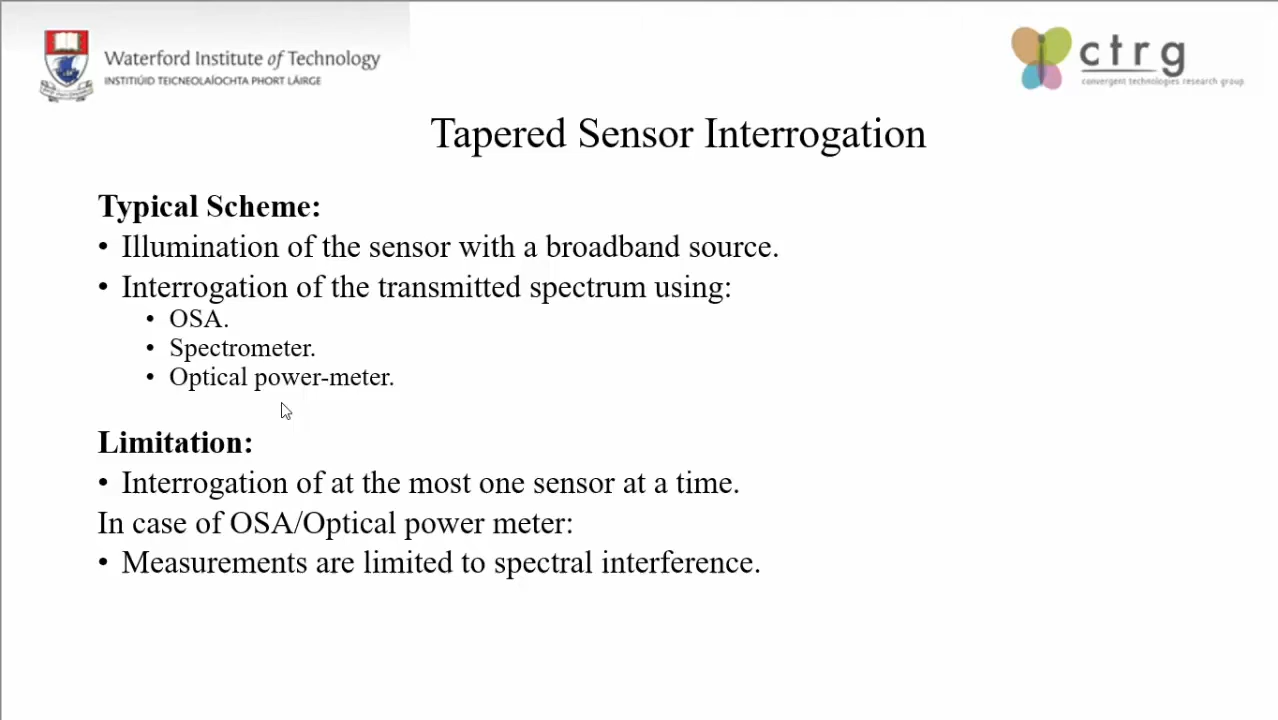 Waterford Institute of Technology
INSTITIÚID TEICNEOLAÍOCHTA PHORT LÁIRGE
ctrg
convergent technologies research group
Tapered Sensor Interrogation
Typical Scheme:
• Illumination of the sensor with a broadband source.
• Interrogation of the transmitted spectrum using:
• OSA.
• Spectrometer.
• Optical power-meter.
Limitation:
• Interrogation of at the most one sensor at a time.
In case of OSA/Optical power meter:
• Measurements are limited to spectral interference.